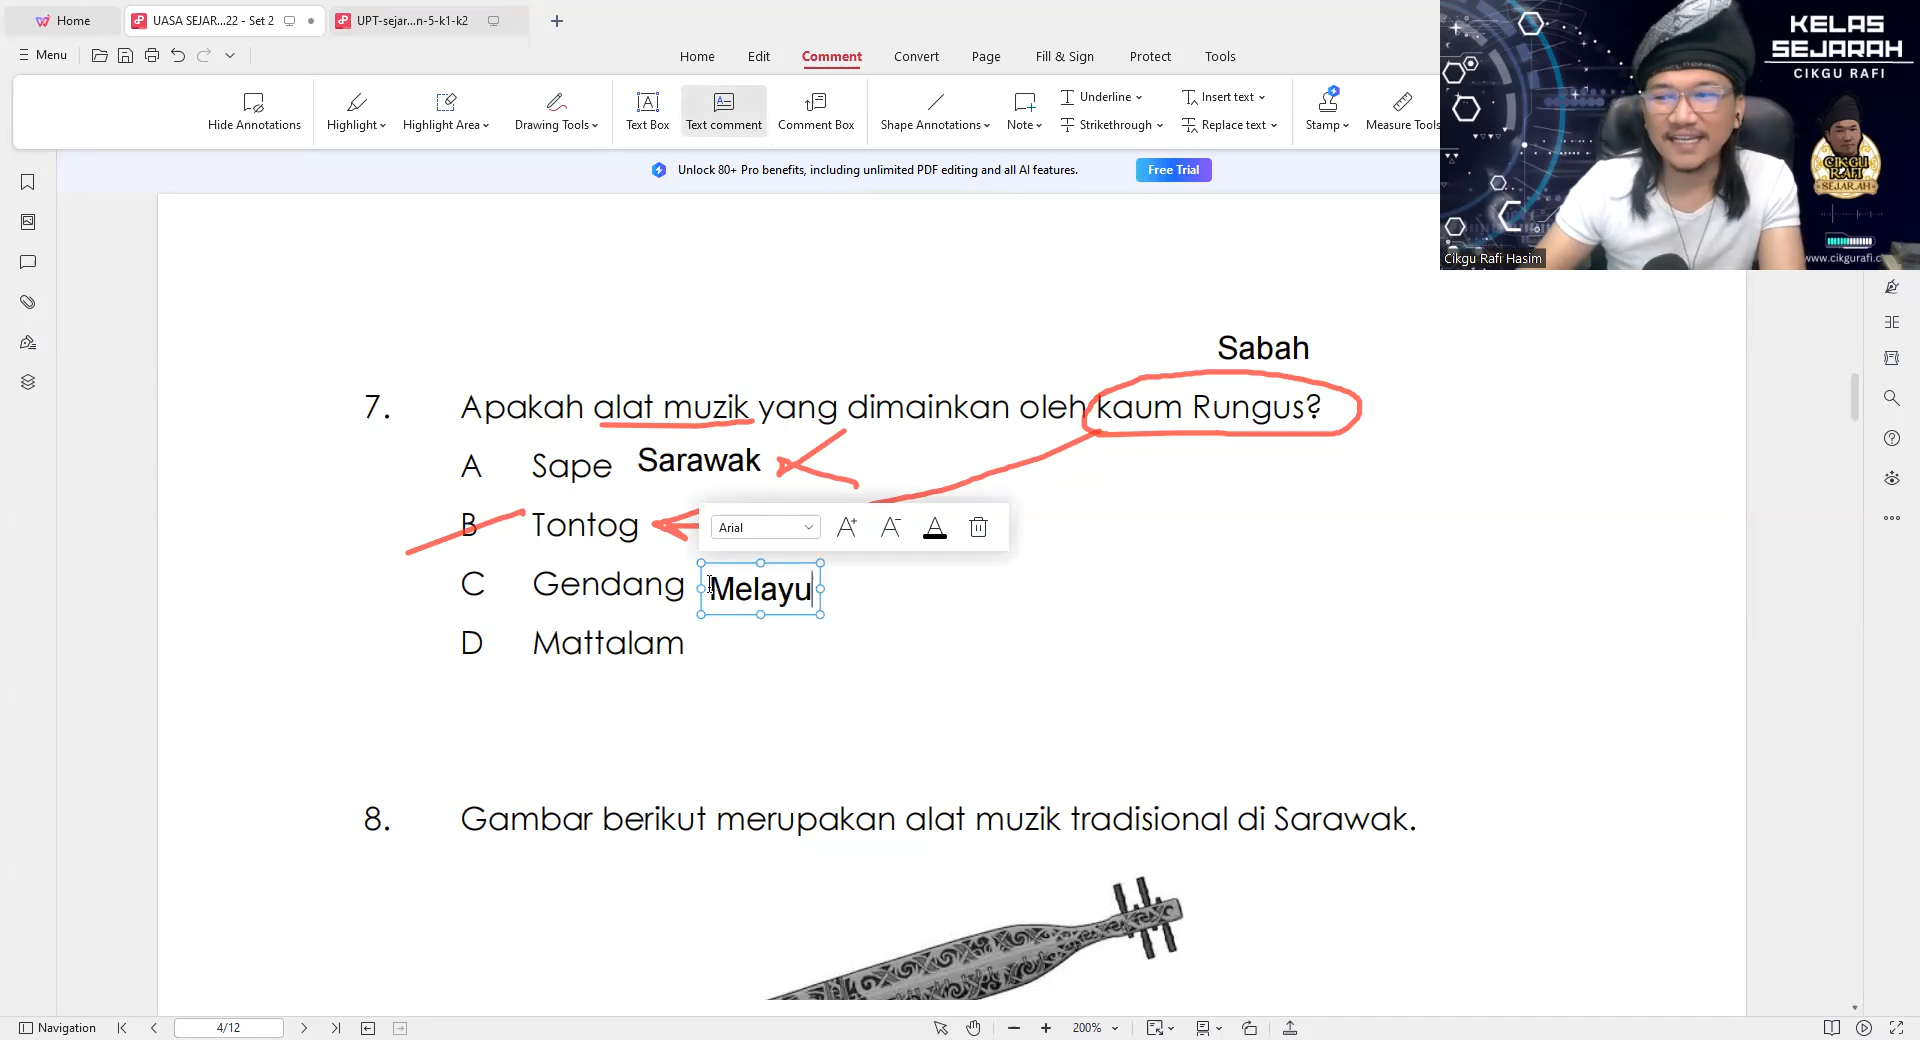 Home
UASA SEJAR...22 - Set 2
UPT-sejar...n-5-k1-k2
Menu
Home Edit Comment Convert Page Fill & Sign Protect Tools
Hide Annotations
Highlight
Highlight Area
Drawing Tools
Text Box
Text comment
Comment Box
Shape Annotations
Note
Underline
Strikethrough
Insert text
Replace text
Stamp
Measure Tools
Unlock 80+ Pro benefits, including unlimited PDF editing and all AI features.
Free Trial
KELAS
SEJARAH
CIKGU RAFI
CIKGU
RAFI
SEJARAH
www.cikgurafi.c
Cikgu Rafi Hasim
Sabah
7. Apakah alat muzik yang dimainkan oleh kaum Rungus?
A Sape Sarawak
B Tontog
Arial
C Gendang Melayu
D Mattalam
8. Gambar berikut merupakan alat muzik tradisional di Sarawak.
Navigation
4/12
200%